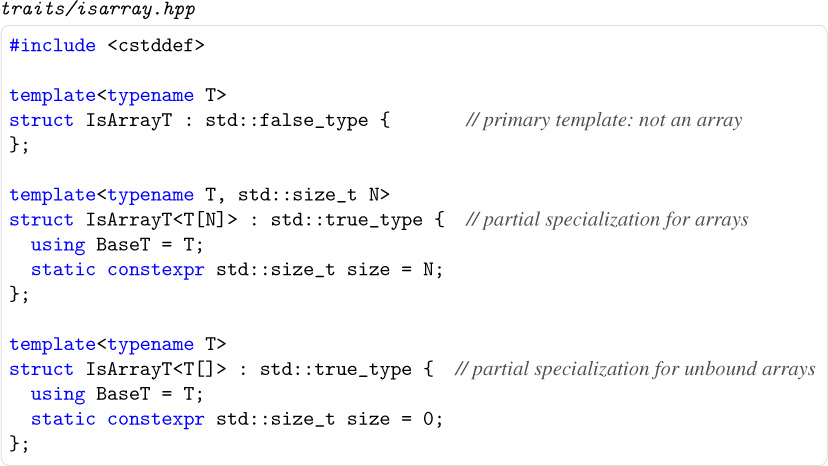 traits/isarray.hpp
#include <cstddef>
template<typename T>
struct IsArrayT : std::false_type { // primary template: not an array
};
template<typename T, std::size_t N>
struct IsArrayT<T[N]> : std::true_type { // partial specialization for arrays
using BaseT = T;
static constexpr std::size_t size = N;
};
template<typename T>
struct IsArrayT<T[]> : std::true_type { // partial specialization for unbound arrays
using BaseT = T;
static constexpr std::size_t size = 0;
};